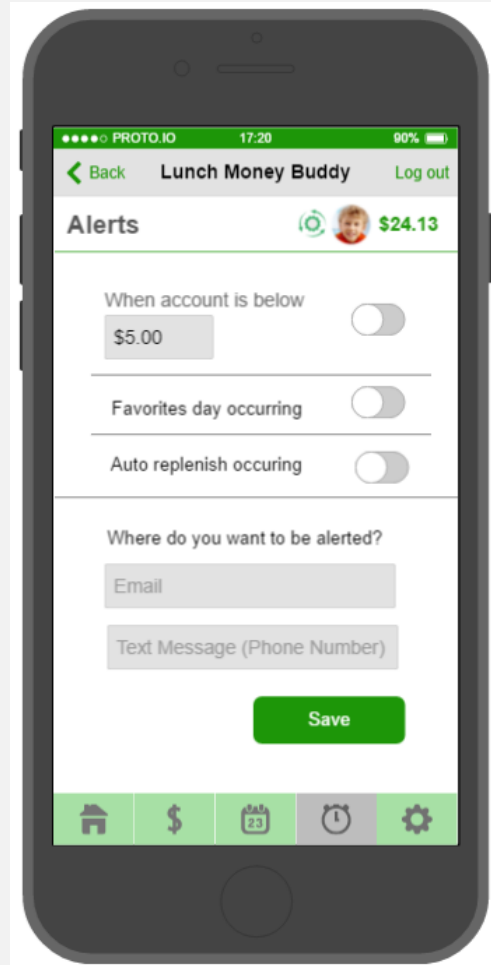 PROTO.IO 17:20 90%
Back Lunch Money Buddy Log out
Alerts $24.13
When account is below
$5.00
Favorites day occurring
Auto replenish occuring
Where do you want to be alerted?
Email
Text Message (Phone Number)
Save
$ 23